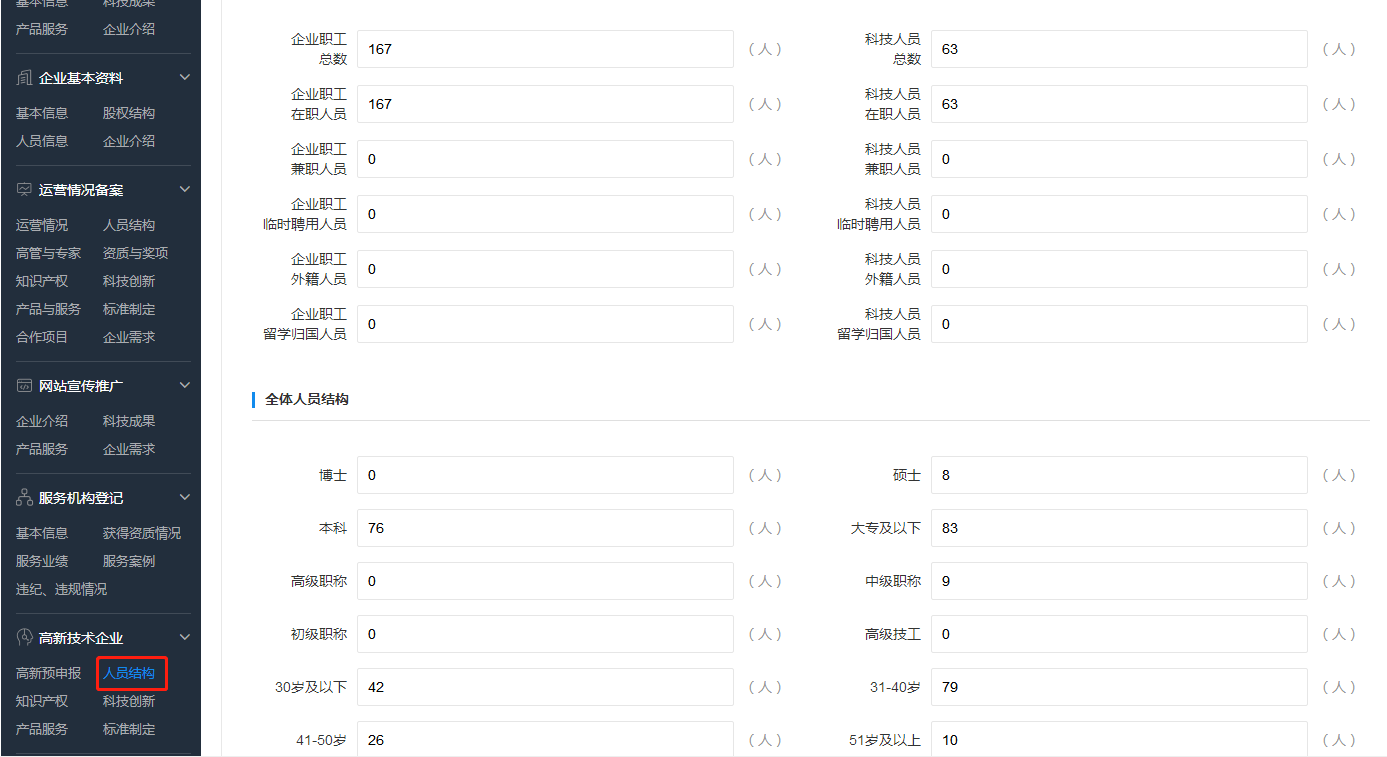 基本信息 科技成果
产品服务 企业介绍
企业基本资料
基本信息 股权结构
人员信息 企业介绍
运营情况备案
运营情况 人员结构
高管与专家 资质与奖项
知识产权 科技创新
产品与服务 标准制定
合作项目 企业需求
网站宣传推广
企业介绍 科技成果
产品服务 企业需求
服务机构登记
基本信息 获得资质情况
服务业绩 服务案例
违纪、违规情况
高新技术企业
高新预申报 人员结构
知识产权 科技创新
产品服务 标准制定
企业职工
总数 167 （人） 科技人员
总数 63 （人）
企业职工
在职人员 167 （人） 科技人员
在职人员 63 （人）
企业职工
兼职人员 0 （人） 科技人员
兼职人员 0 （人）
企业职工
临时聘用人员 0 （人） 科技人员
临时聘用人员 0 （人）
企业职工
外籍人员 0 （人） 科技人员
外籍人员 0 （人）
企业职工
留学归国人员 0 （人） 科技人员
留学归国人员 0 （人）
全体人员结构
博士 0 （人） 硕士 8 （人）
本科 76 （人） 大专及以下 83 （人）
高级职称 0 （人） 中级职称 9 （人）
初级职称 0 （人） 高级技工 0 （人）
30岁及以下 42 （人） 31-40岁 79 （人）
41-50岁 26 （人） 51岁及以上 10 （人）